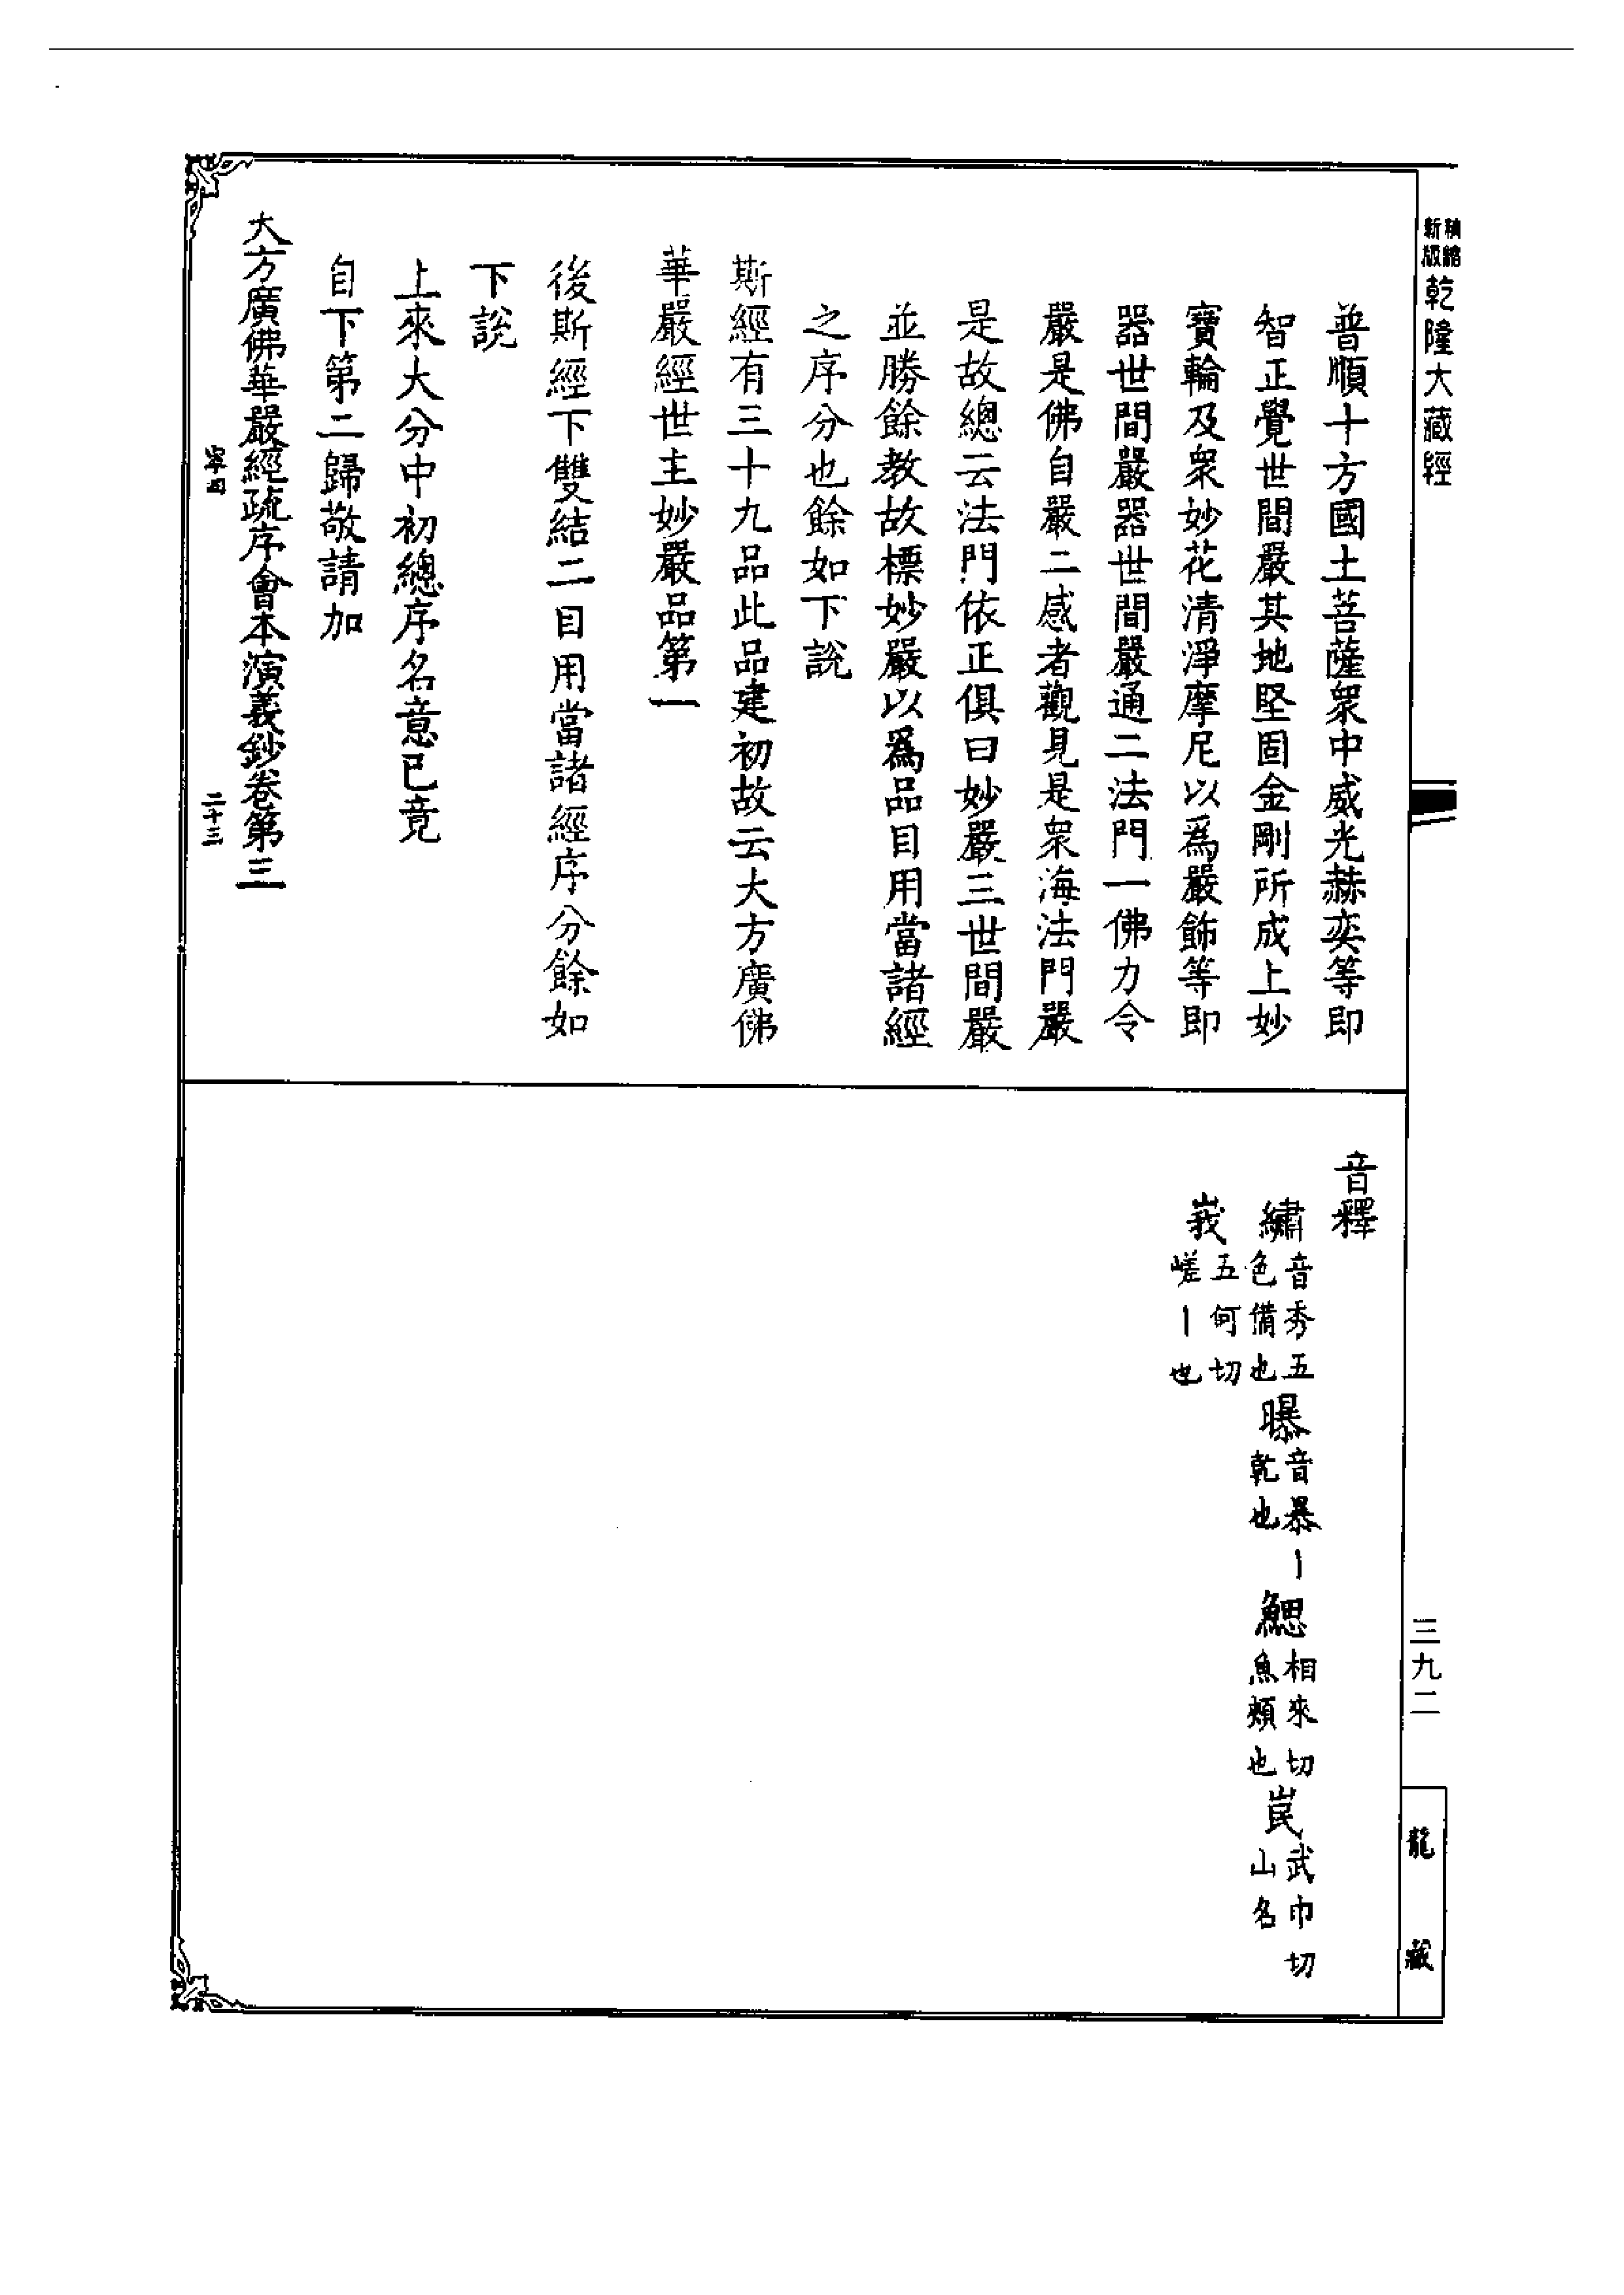 新版精縮
乾隆大藏經
普順十方國土菩薩衆中威光赫奕等即
智正覺世間嚴其地堅固金剛所成上妙
寶輪及衆妙花清淨摩尼以爲嚴飾等即
器世間嚴器世間嚴通二法門一佛力令
嚴是佛自嚴二感者觀見是衆海法門嚴
是故總云法門依正俱曰妙嚴三世間嚴
並勝餘教故標妙嚴以爲品目用當諸經
之序分也餘如下說
斯經有三十九品此品建初故云大方廣佛
華嚴經世主妙嚴品第一
後斯經下雙結二目用當諸經序分餘如
下說
上來大分中初總序名意已竟
自下第二歸敬請加
大方廣佛華嚴經疏序會本演義鈔卷第三
寧四
二十三
音釋
繡音秀五色備也 曝音暴丨乾也 鰓相來切魚頰也 崏武巾切山名
峩五何切嵯丨也
三九二
龍藏